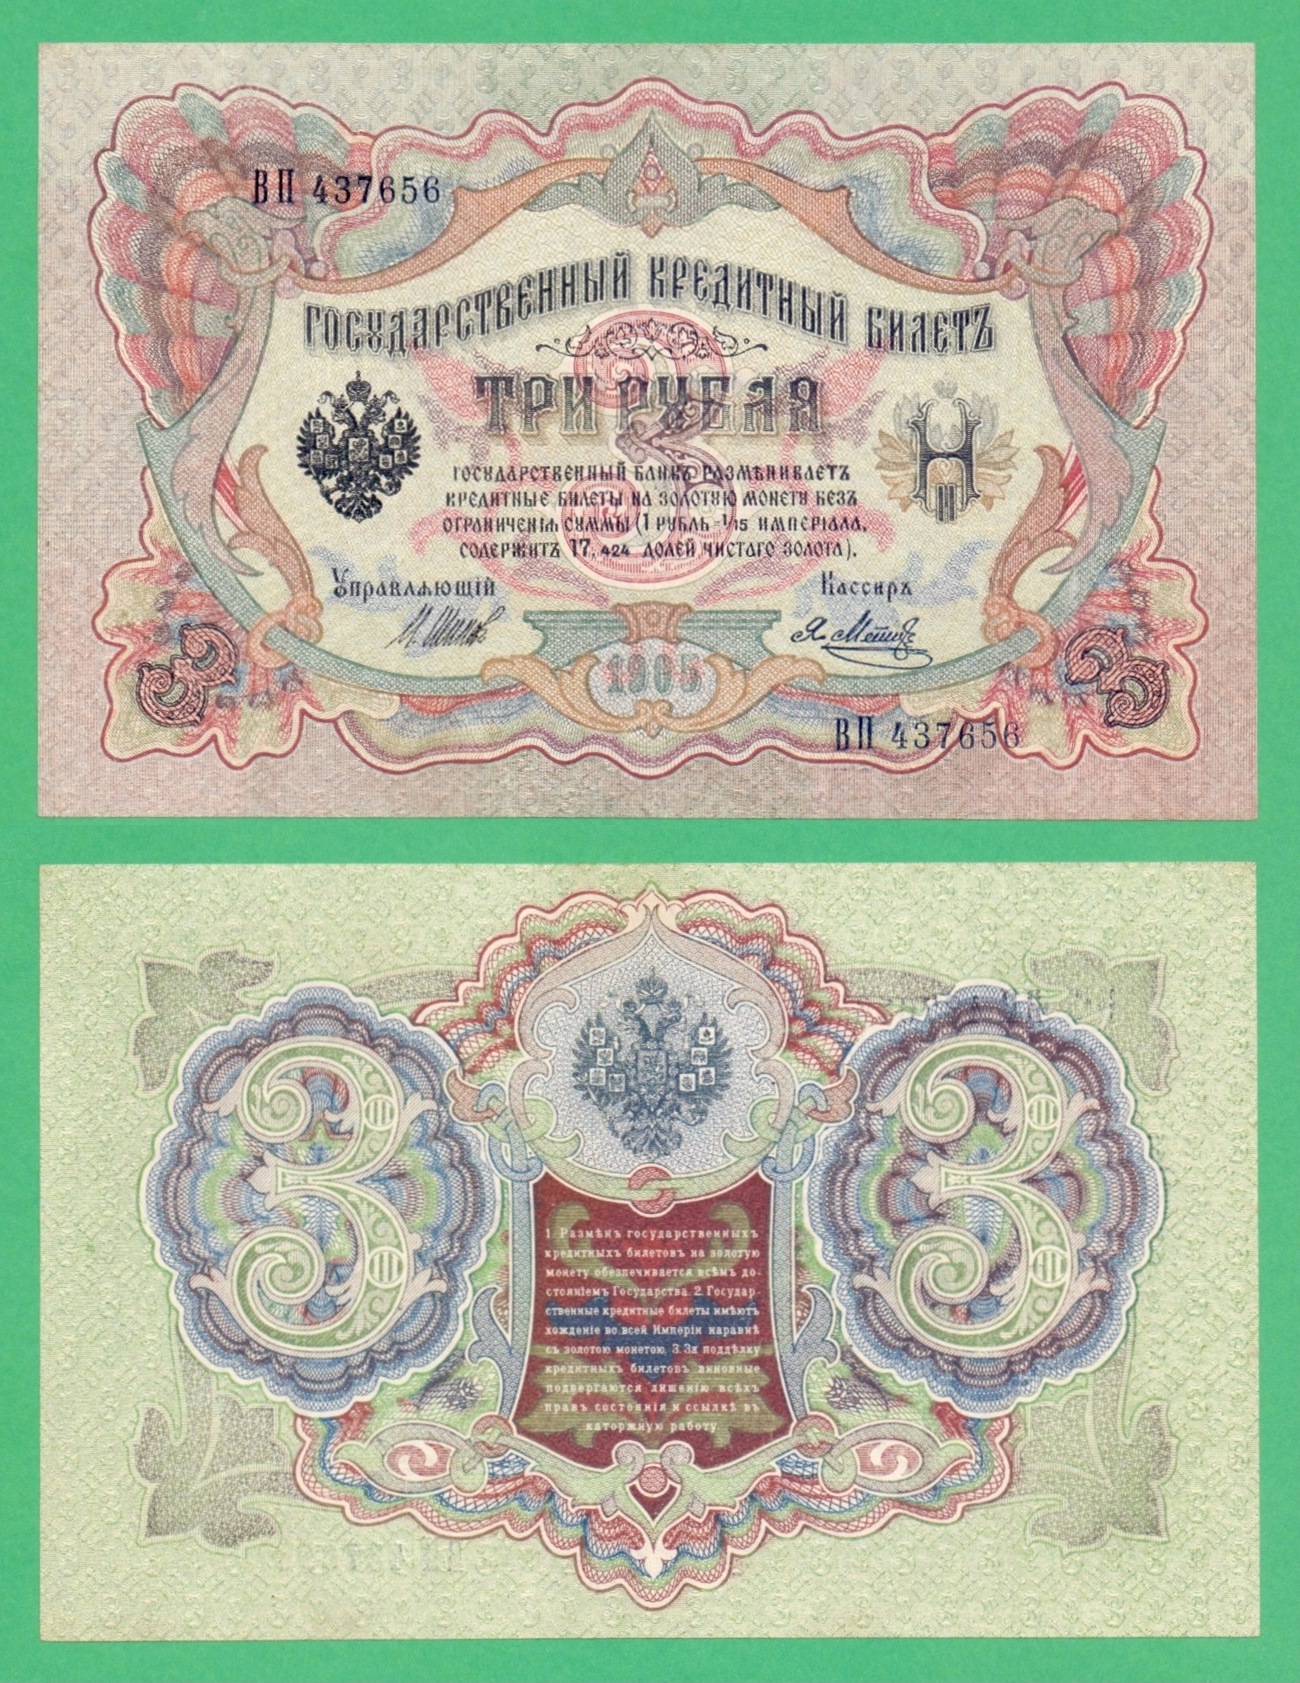 ВП 437656
ГОСУДАРСТВЕННЫЙ КРЕДИТНЫЙ БИЛЕТЪ
3
ТРИ РУБЛЯ
ГОСУДАРСТВЕННЫЙ БАНКЪ РАЗМѢНИВАЕТЪ
КРЕДИТНЫЕ БИЛЕТЫ НА ЗОЛОТУЮ МОНЕТУ БЕЗЪ
ОГРАНИЧЕНІЯ СУММЫ (1 РУБЛЬ = 1/15 ИМПЕРІАЛА,
СОДЕРЖИТЪ 17,424 ДОЛЕЙ ЧИСТАГО ЗОЛОТА).
Управляющій
Кассиръ
И. Шипов
1905
3
3
ВП 437656
3
3
1 Размѣнъ государственныхъ
кредитныхъ билетовъ на золотую
монету обезпечивается всѣмъ до-
стояніемъ Государства. 2. Государ-
ственные кредитные билеты имѣютъ
хожденіе во всей Имперіи наравнѣ
съ золотою монетою. 3. За поддѣлку
кредитныхъ билетовъ виновные
подвергаются лишенію всѣхъ
правъ состоянія и ссылкѣ въ
каторжную работу